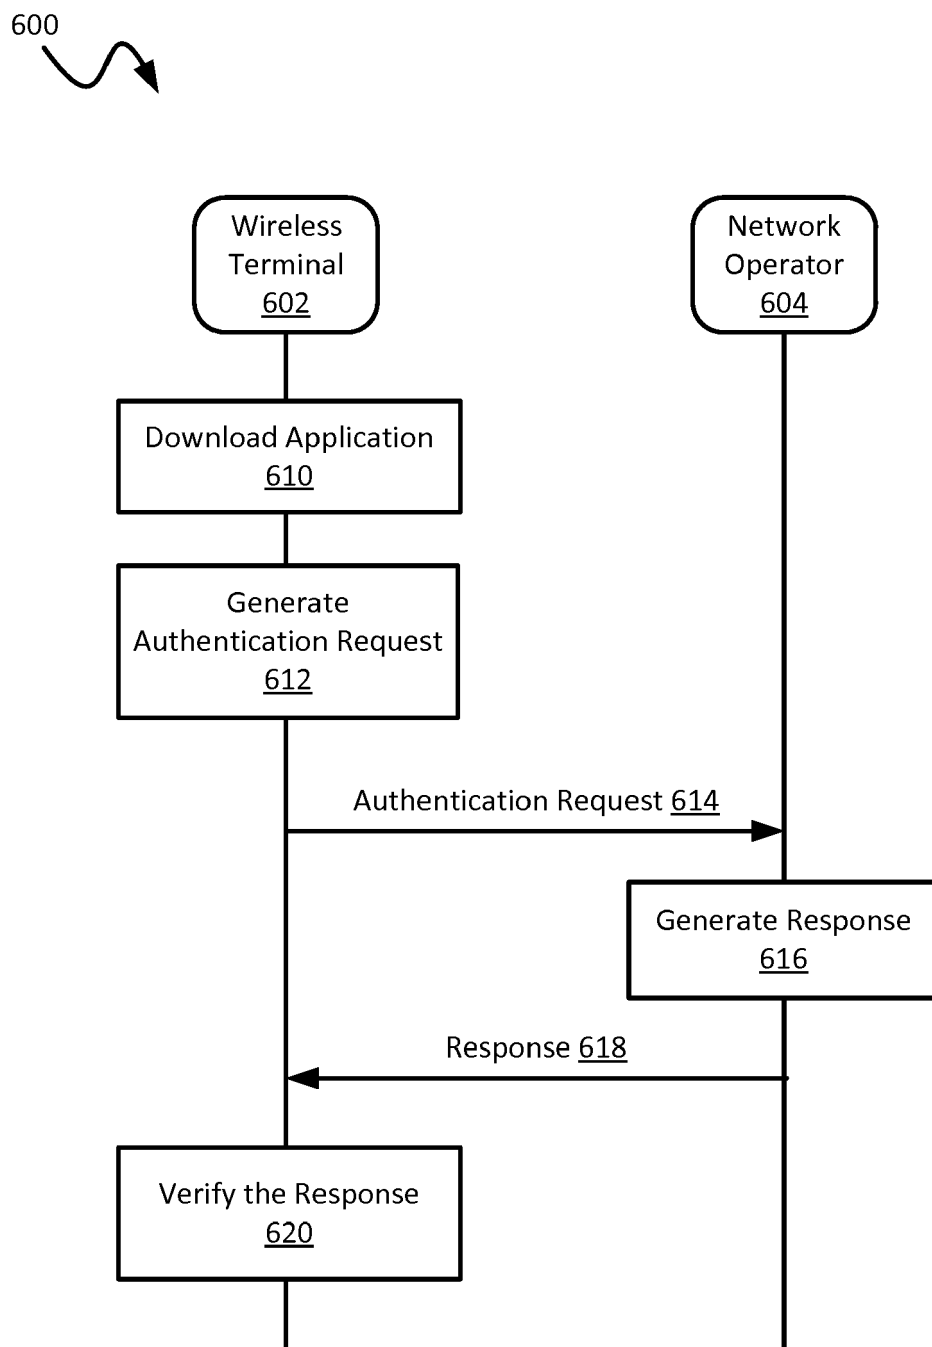 600
Wireless
Terminal
602
Network
Operator
604
Download Application
610
Generate
Authentication Request
612
Authentication Request 614
Generate Response
616
Response 618
Verify the Response
620